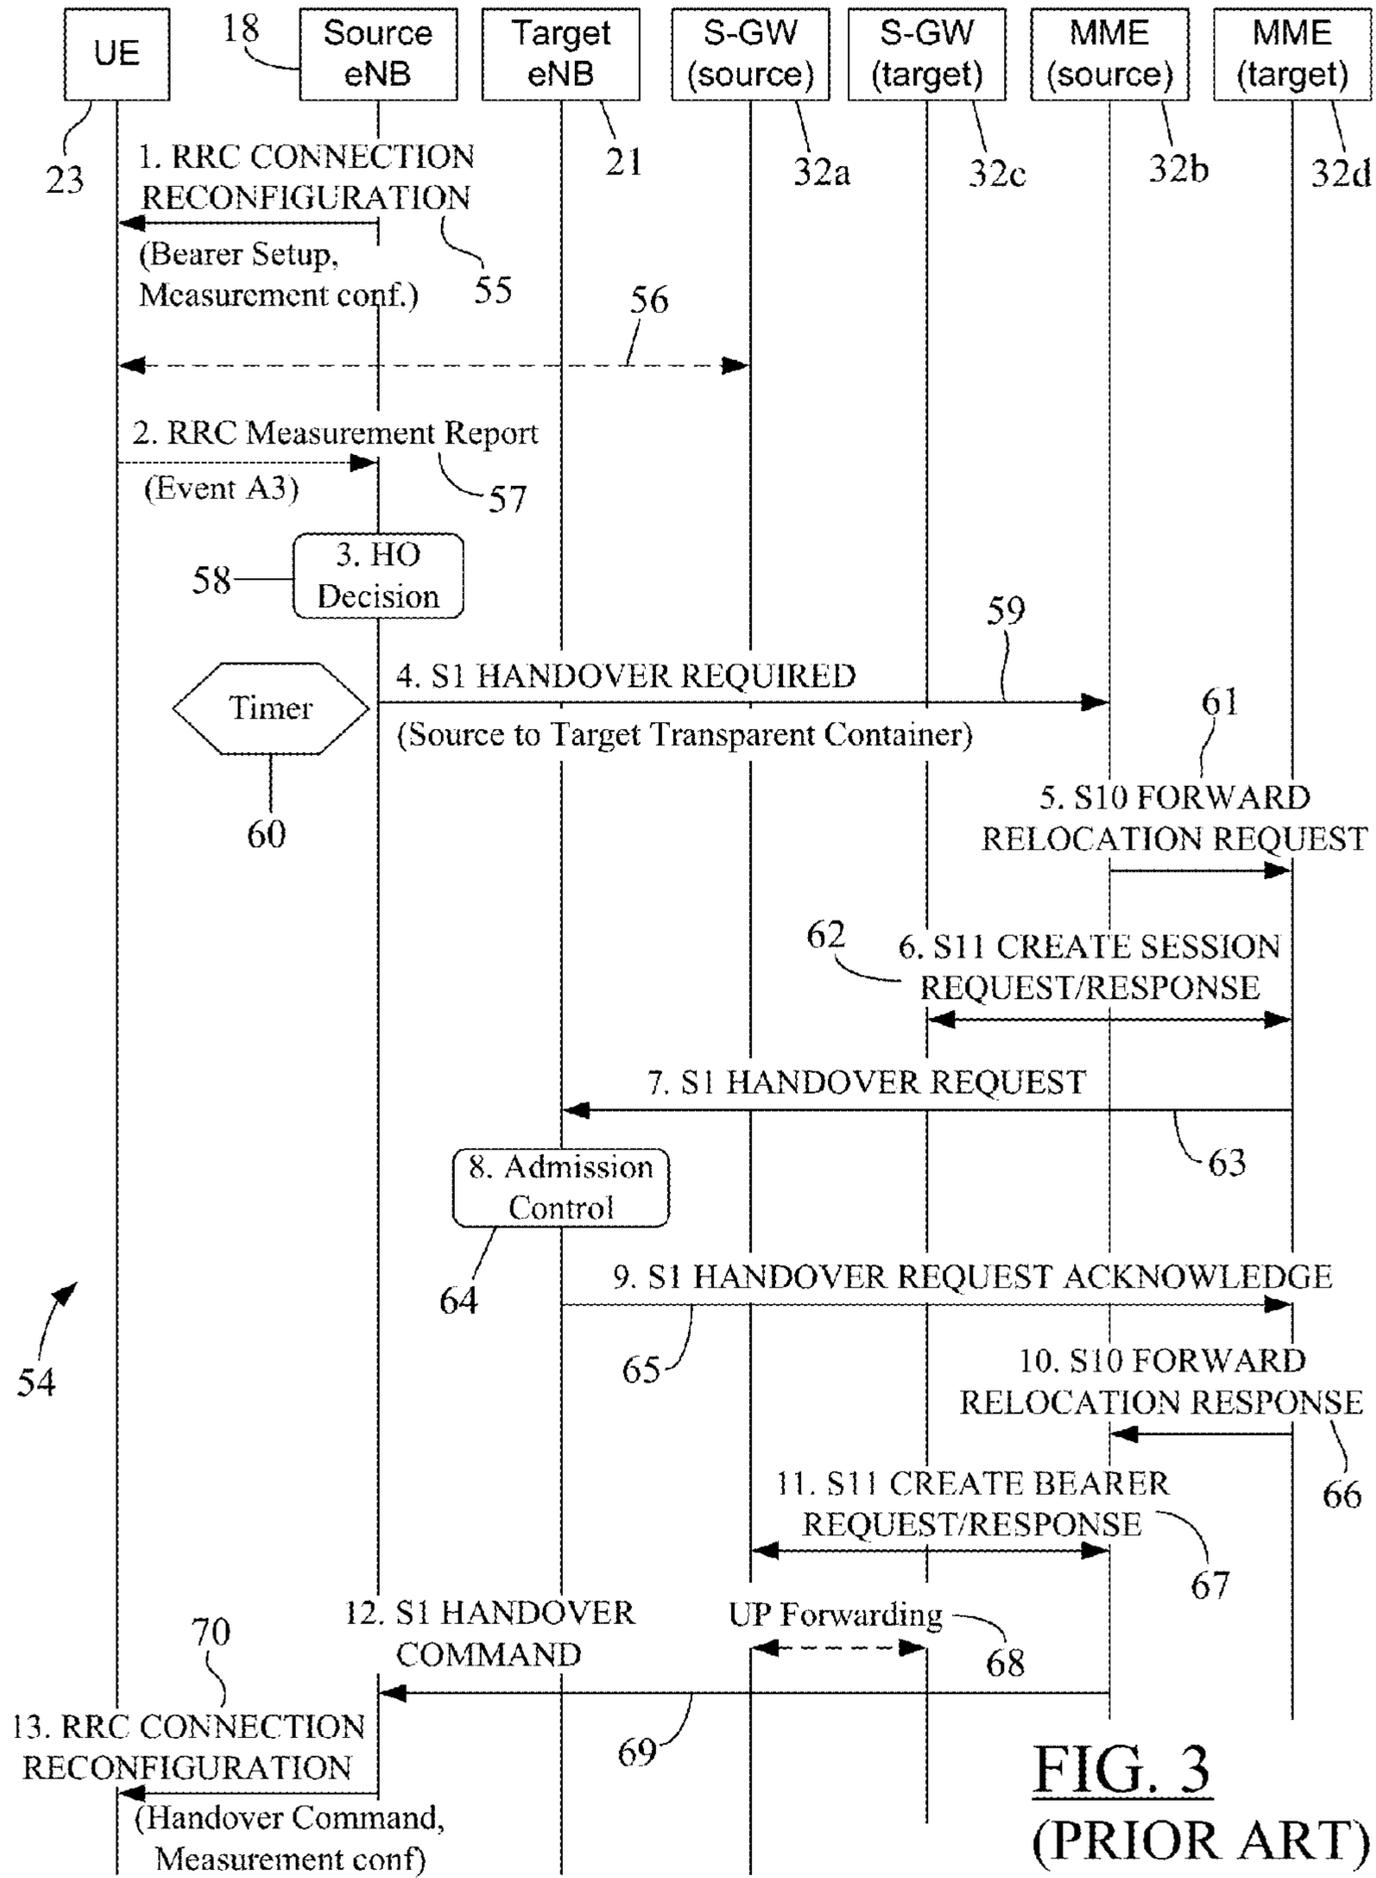 UE
18
Source
eNB
Target
eNB
S-GW
(source)
S-GW
(target)
MME
(source)
MME
(target)
23
21
32a
32c
32b
32d
1. RRC CONNECTION
RECONFIGURATION
(Bearer Setup,
Measurement conf.)
55
56
2. RRC Measurement Report
(Event A3)
57
58
3. HO
Decision
59
Timer
60
4. S1 HANDOVER REQUIRED
(Source to Target Transparent Container)
61
5. S10 FORWARD
RELOCATION REQUEST
62
6. S11 CREATE SESSION
REQUEST/RESPONSE
7. S1 HANDOVER REQUEST
63
8. Admission
Control
64
9. S1 HANDOVER REQUEST ACKNOWLEDGE
65
54
10. S10 FORWARD
RELOCATION RESPONSE
66
11. S11 CREATE BEARER
REQUEST/RESPONSE
67
12. S1 HANDOVER
COMMAND
UP Forwarding
68
69
70
13. RRC CONNECTION
RECONFIGURATION
(Handover Command,
Measurement conf)
FIG. 3
(PRIOR ART)